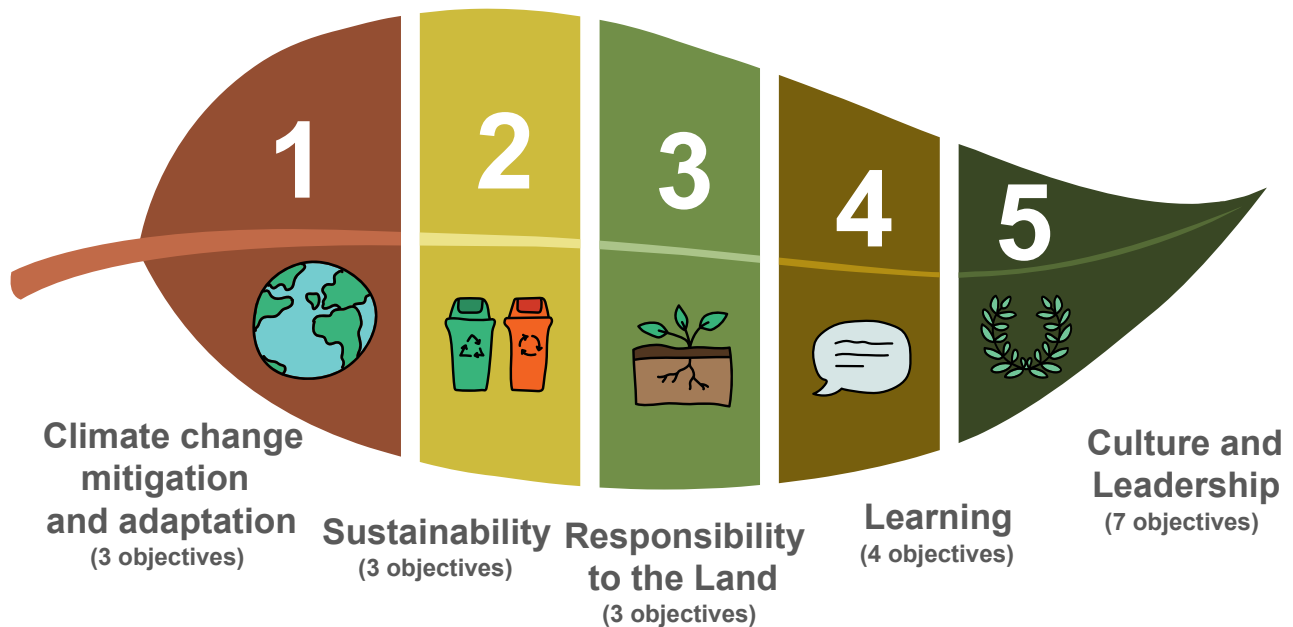 1
2
3
4
5
Climate change
mitigation
and adaptation
(3 objectives)
Sustainability
(3 objectives)
Responsibility
to the Land
(3 objectives)
Learning
(4 objectives)
Culture and
Leadership
(7 objectives)